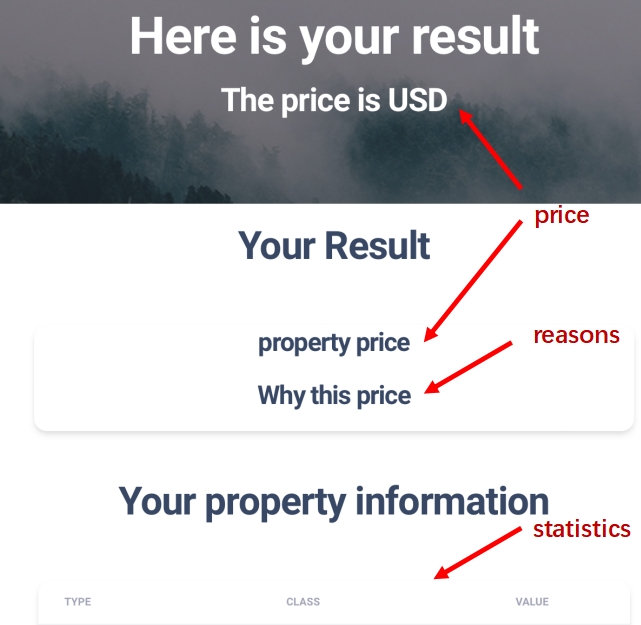 Here is your result
The price is USD
price
Your Result
reasons
property price
Why this price
Your property information
statistics
TYPE CLASS VALUE